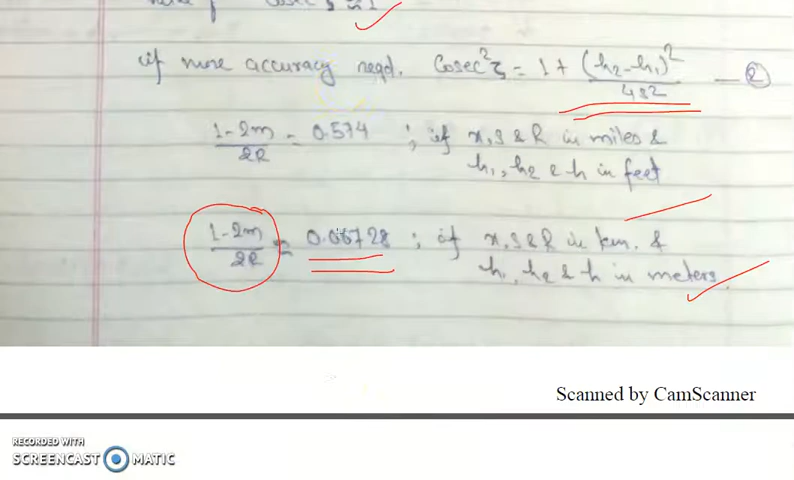 Cosec ζ ≈ 1
if more accuracy reqd. Cosec²ζ = 1 + (h₂-h₁)²/4s² — ②
1-2m/2R = 0.574 ; if x, s & R in miles &
h₁, h₂ & h in feet
1-2m/2R = 0.06728 ; if x, s & R in km. &
h₁, h₂ & h in meters.
Scanned by CamScanner
RECORDED WITH
SCREENCAST MATIC